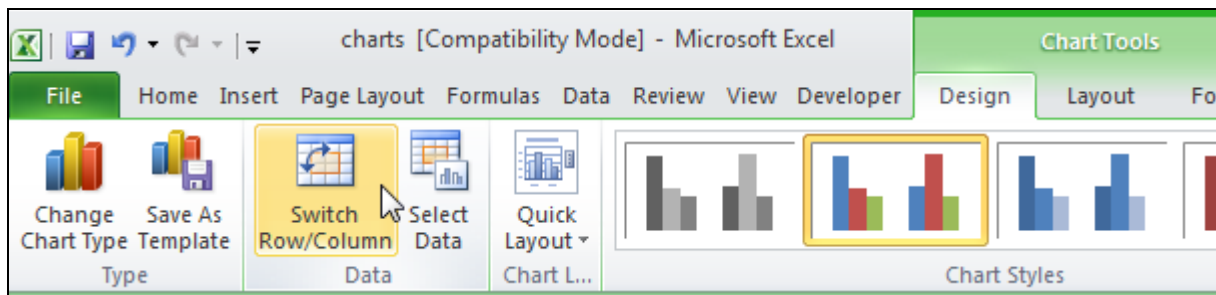 charts [Compatibility Mode] - Microsoft Excel
Chart Tools
File Home Insert Page Layout Formulas Data Review View Developer Design Layout Fo
Change Chart Type
Save As Template
Switch Row/Column
Select Data
Quick Layout
Type
Data
Chart L...
Chart Styles